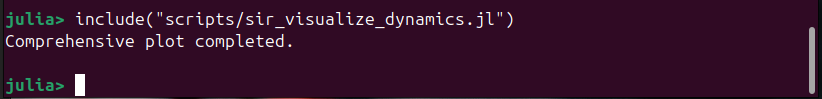 julia> include("scripts/sir_visualize_dynamics.jl")
Comprehensive plot completed.
julia>